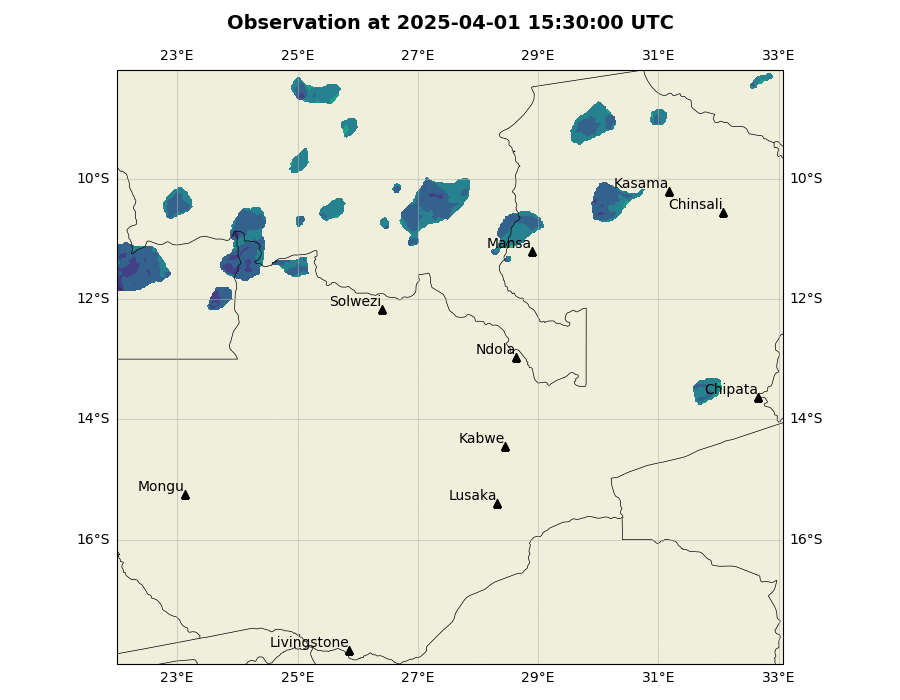 Observation at 2025-04-01 15:30:00 UTC
23°E 25°E 27°E 29°E 31°E 33°E
10°S Kasama 10°S
Chinsali
Mansa
12°S Solwezi 12°S
Ndola
Chipata
14°S 14°S
Kabwe
Mongu
Lusaka
16°S 16°S
Livingstone
23°E 25°E 27°E 29°E 31°E 33°E